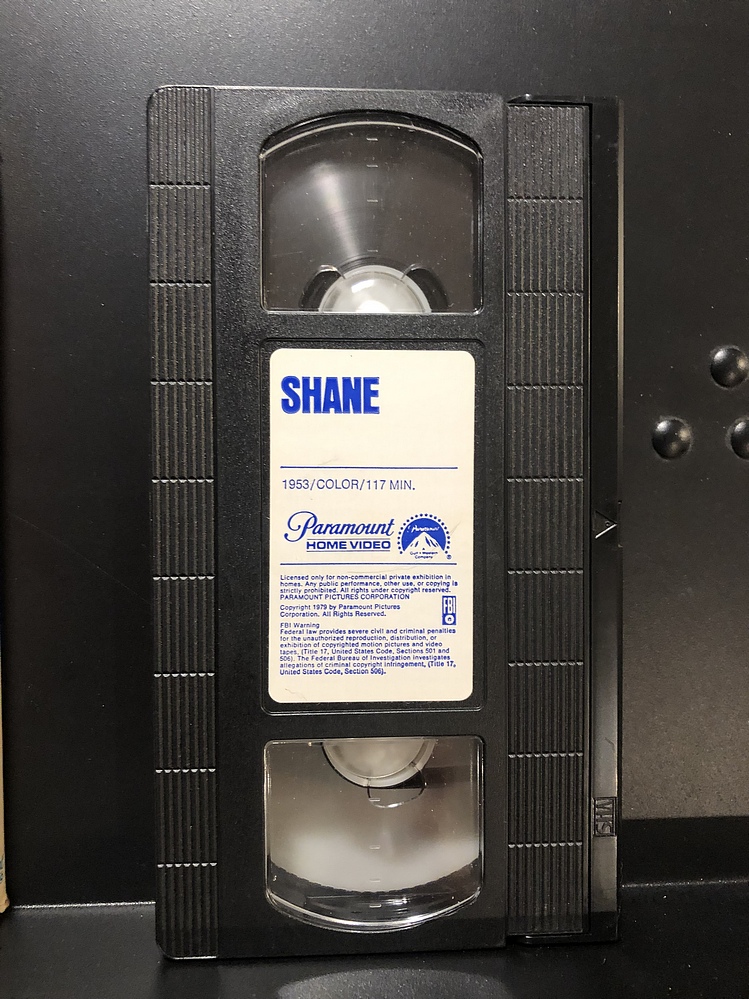 SHANE
1953/COLOR/117 MIN.
Paramount
HOME VIDEO
Paramount
Gulf + Western
Company
®
Licensed only for non-commercial private exhibition in
homes. Any public performance, other use, or copying is
strictly prohibited. All rights under copyright reserved.
PARAMOUNT PICTURES CORPORATION
Copyright 1979 by Paramount Pictures
Corporation. All Rights Reserved.
FBI
FBI Warning
Federal law provides severe civil and criminal penalties
for the unauthorized reproduction, distribution, or
exhibition of copyrighted motion pictures and video
tapes, (Title 17, United States Code, Sections 501 and
506). The Federal Bureau of Investigation investigates
allegations of criminal copyright infringement, (Title 17,
United States Code, Section 506).
VHS